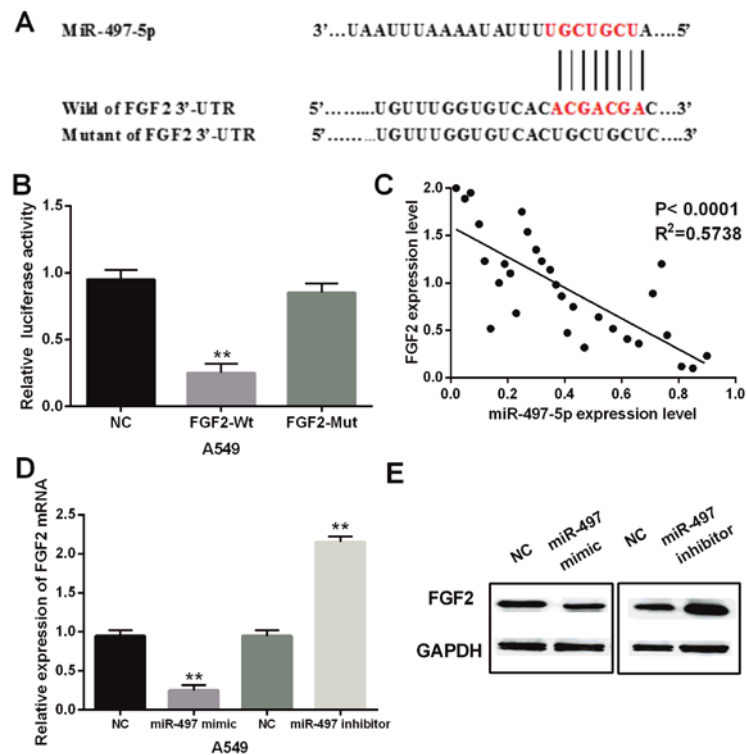 A
MiR-497-5p 3'...UAAUUUAAAAUAUUUUGCUGCUA....5'
Wild of FGF2 3'-UTR 5'.........UGUUUGGUGUCACACGACGAC...3'
Mutant of FGF2 3'-UTR 5'.........UGUUUGGUGUCACUGCUGCUC....3'
B
Relative luciferase activity
1.5
1.0
0.5
0.0
**
NC FGF2-Wt FGF2-Mut
A549
C
FGF2 expression level
2.0
1.5
1.0
0.5
0.0
P< 0.0001
R²=0.5738
0.0 0.2 0.4 0.6 0.8 1.0
miR-497-5p expression level
D
Relative expression of FGF2 mRNA
2.5
2.0
1.5
1.0
0.5
0.0
**
**
NC miR-497 mimic NC miR-497 inhibitor
A549
E
NC miR-497 mimic NC miR-497 inhibitor
FGF2
GAPDH